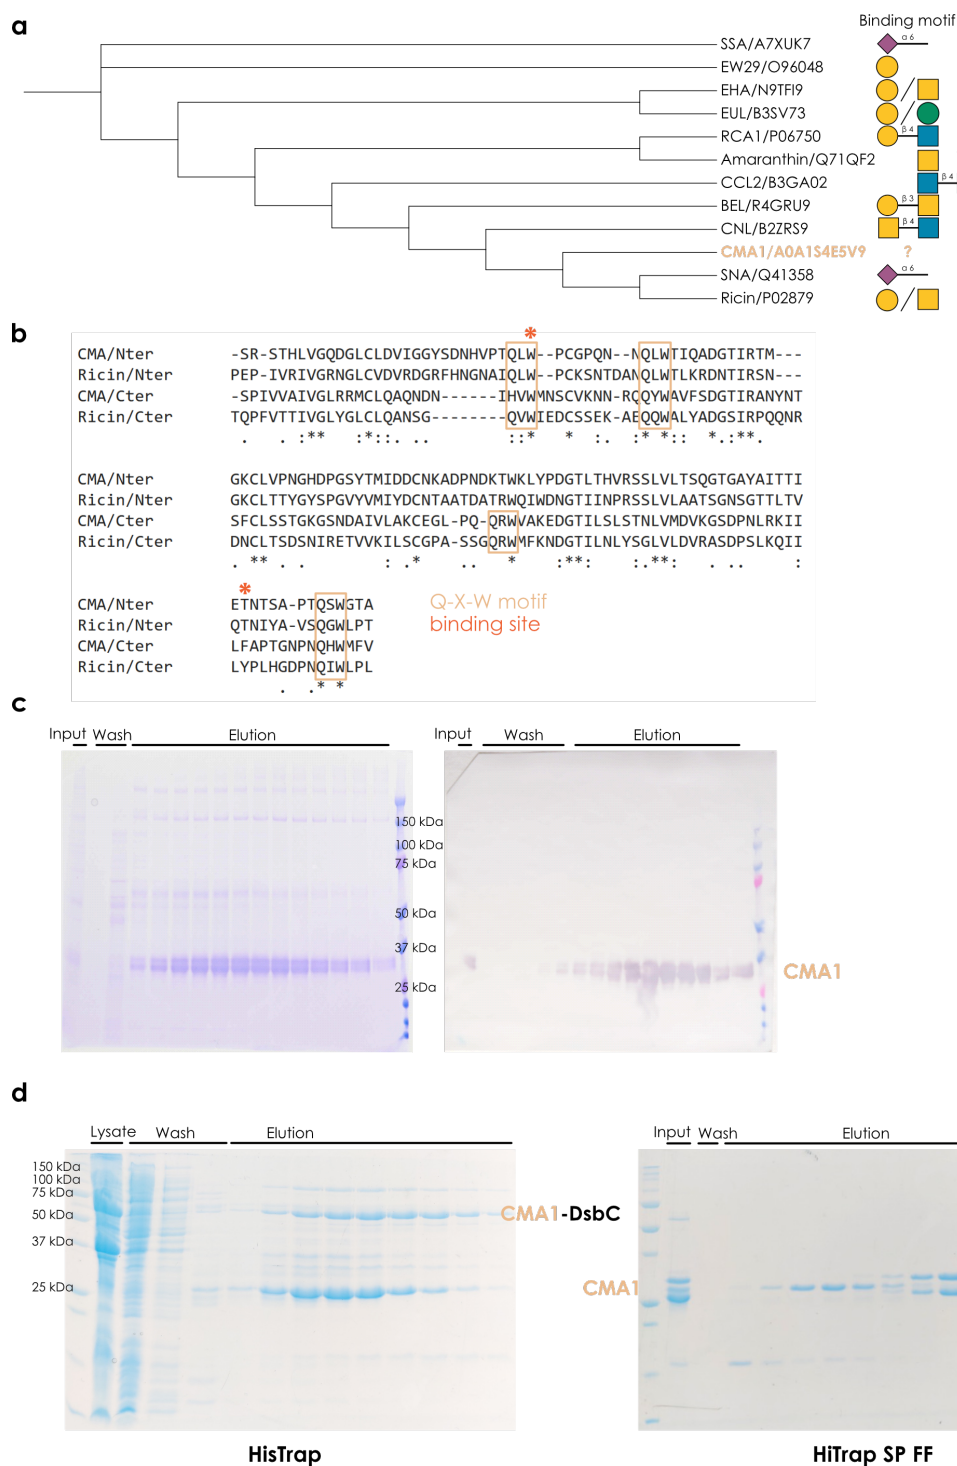 a
Binding motif
SSA/A7XUK7
α 6
EW29/O96048
EHA/N9TFI9
EUL/B3SV73
RCA1/P06750
β 4
Amaranthin/Q71QF2
CCL2/B3GA02
β 4
BEL/R4GRU9
β 3
CNL/B2ZRS9
β 4
CMA1/A0A1S4E5V9 ?
SNA/Q41358
α 6
Ricin/P02879
b
*
CMA/Nter -SR-STHLVGQDGLCLDVIGGYSDNHVPTQLW--PCGPQN--NQLWTIQADGTIRTM---
Ricin/Nter PEP-IVRIVGRNGLCVDVRDGRFHNGNAIQLW--PCKSNTDANQLWTLKRDNTIRSN---
CMA/Cter -SPIVVAIVGLRRMCLQAQNDN------IHVWMNSCVKNN-RQQYWAVFSDGTIRANYNT
Ricin/Cter TQPFVTTIVGLYGLCLQANSG-------QVWIEDCSSEK-AEQQWALYADGSIRPQQNR
. .:** :*::. .. ::* * :. * *. .*:**.
CMA/Nter GKCLVPNGHDPGSYTMIDDCNKADPNDKTWKLYPDGTLTHVRSSLVLTSQGTGAYAITTI
Ricin/Nter GKCLTTYGYSPGVYVMIYDCNTAATDATRWQIWDNGTIINPRSSLVLAATSGNSGTTLTV
CMA/Cter SFCLSSTGKGSNDAIVLAKCEGL-PQ-QRWVAKEDGTILSLSTNLVMDVKGSDPNLRKII
Ricin/Cter DNCLTSDSNIRETVVKILSCGPA-SSGQRWMFKNDGTILNLYSGLVLDVRASDPSLKQII
. ** . . : . * . * :**: . :.**: . .. :
*
CMA/Nter ETNTSA-PTQSWGTA
Ricin/Nter QTNIYA-VSQGWLPT
CMA/Cter LFAPTGNPNQHWMFV
Ricin/Cter LYPLHGDPNQIWLPL
. .* *
Q-X-W motif
binding site
c
Input Wash Elution
Input Wash Elution
150 kDa
100 kDa
75 kDa
50 kDa
37 kDa
25 kDa
CMA1
d
Lysate Wash Elution
Input Wash Elution
150 kDa
100 kDa
75 kDa
50 kDa
37 kDa
25 kDa
CMA1-DsbC
CMA1
HisTrap
HiTrap SP FF